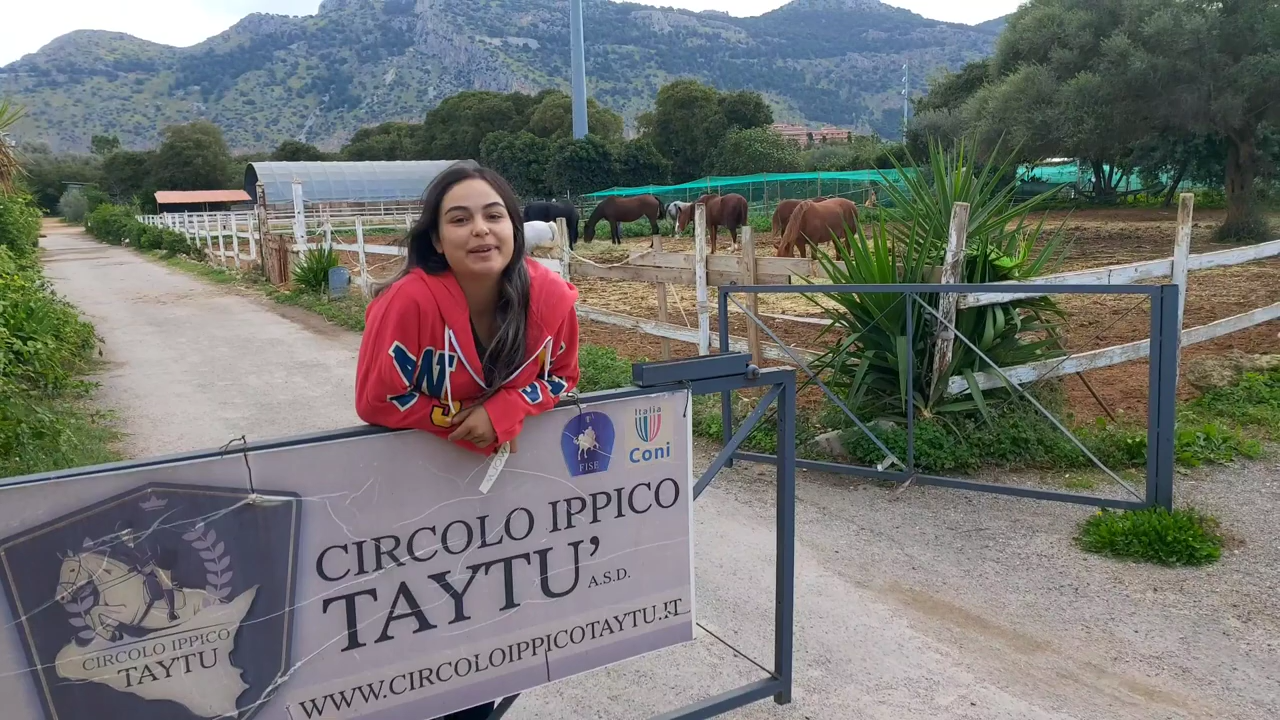 FISE
Italia
Coni
CIRCOLO IPPICO
TAYTU' A.S.D.
WWW.CIRCOLOIPPICOTAYTU.IT
CIRCOLO IPPICO
TAYTU